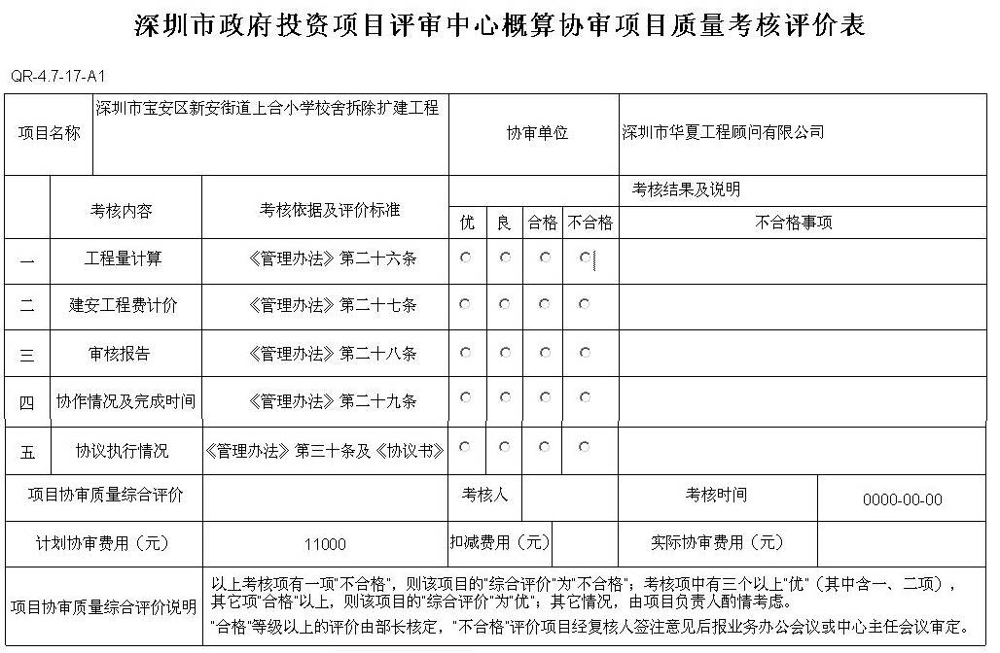 深圳市政府投资项目评审中心概算协审项目质量考核评价表
QR-4.7-17-A1
项目名称
深圳市宝安区新安街道上合小学校舍拆除扩建工程
协审单位
深圳市华夏工程顾问有限公司
考核内容
考核依据及评价标准
考核结果及说明
优 良 合格 不合格 不合格事项
一 工程量计算 《管理办法》第二十六条
二 建安工程费计价 《管理办法》第二十七条
三 审核报告 《管理办法》第二十八条
四 协作情况及完成时间 《管理办法》第二十九条
五 协议执行情况 《管理办法》第三十条及《协议书》
项目协审质量综合评价 考核人 考核时间 0000-00-00
计划协审费用（元） 11000 扣减费用（元） 实际协审费用（元）
项目协审质量综合评价说明
以上考核项有一项"不合格"，则该项目的"综合评价"为"不合格"；考核项中有三个以上"优"（其中含一、二项），
其它项"合格"以上，则该项目的"综合评价"为"优"；其它情况，由项目负责人酌情考虑。
"合格"等级以上的评价由部长核定，"不合格"评价项目经复核人签注意见后报业务办公会议或中心主任会议审定。